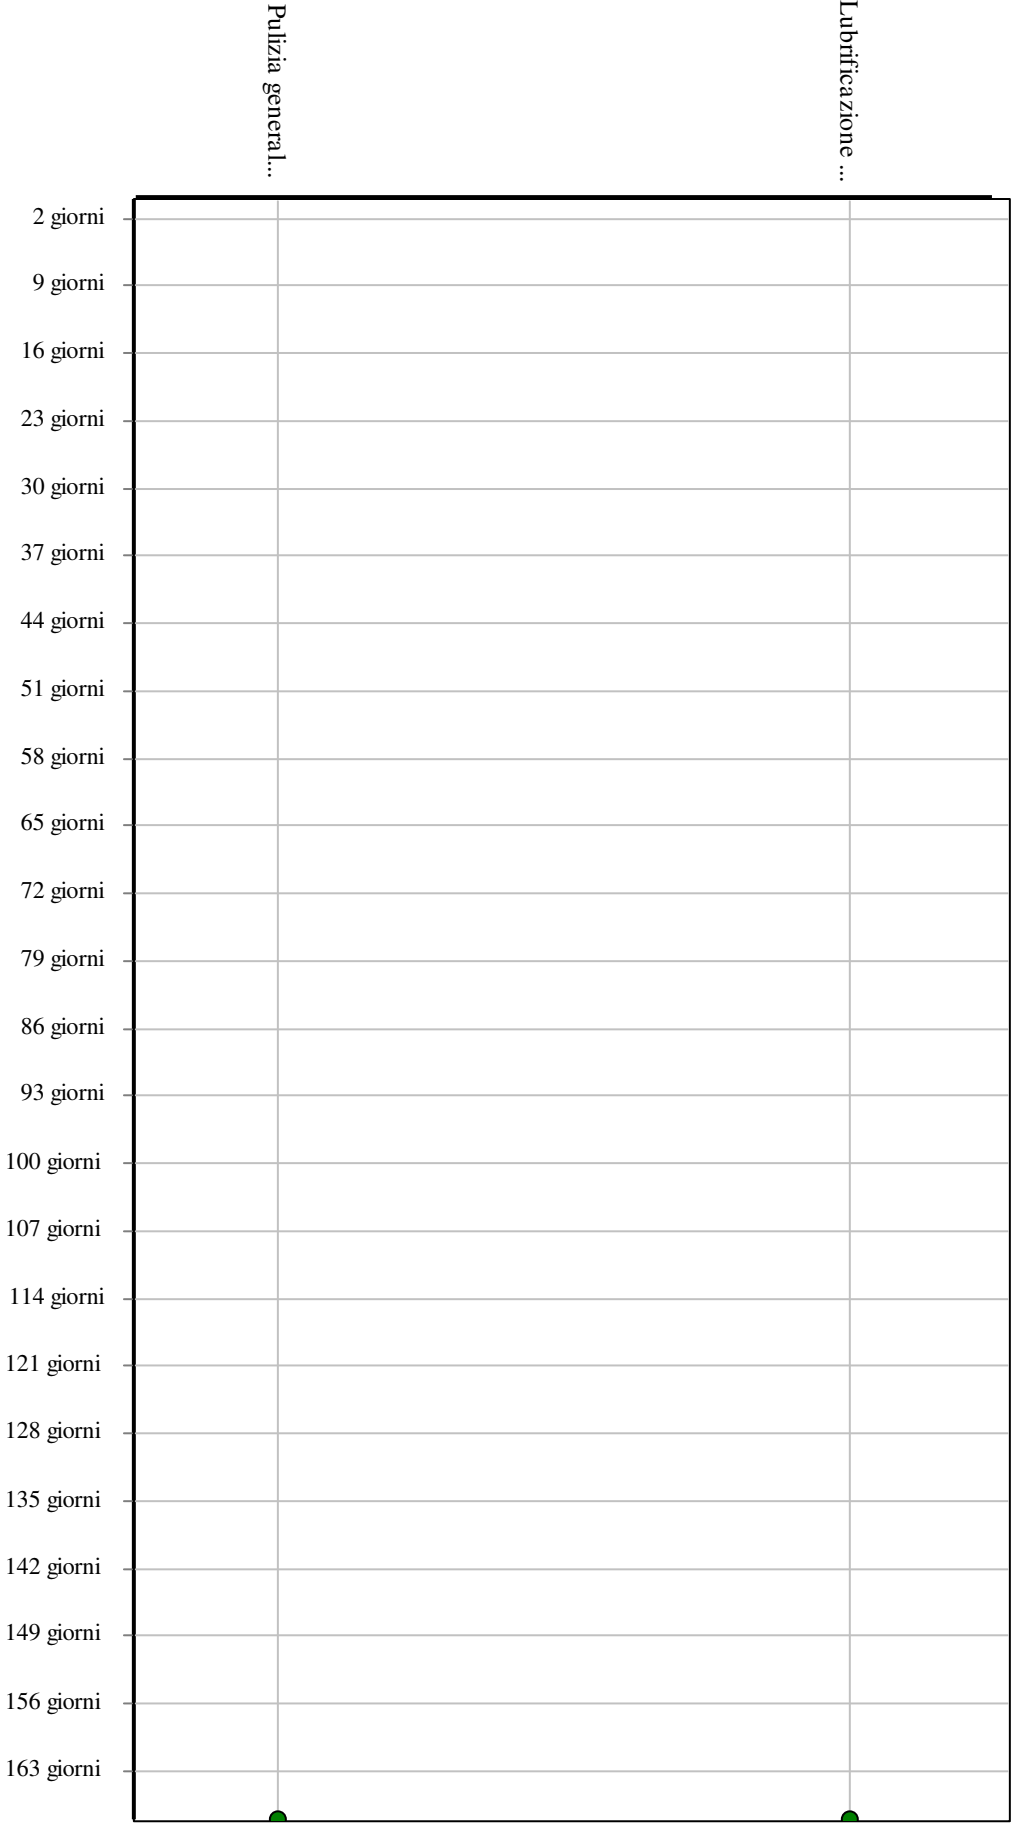 Pulizia general...
Lubrificazione ...
2 giorni
9 giorni
16 giorni
23 giorni
30 giorni
37 giorni
44 giorni
51 giorni
58 giorni
65 giorni
72 giorni
79 giorni
86 giorni
93 giorni
100 giorni
107 giorni
114 giorni
121 giorni
128 giorni
135 giorni
142 giorni
149 giorni
156 giorni
163 giorni